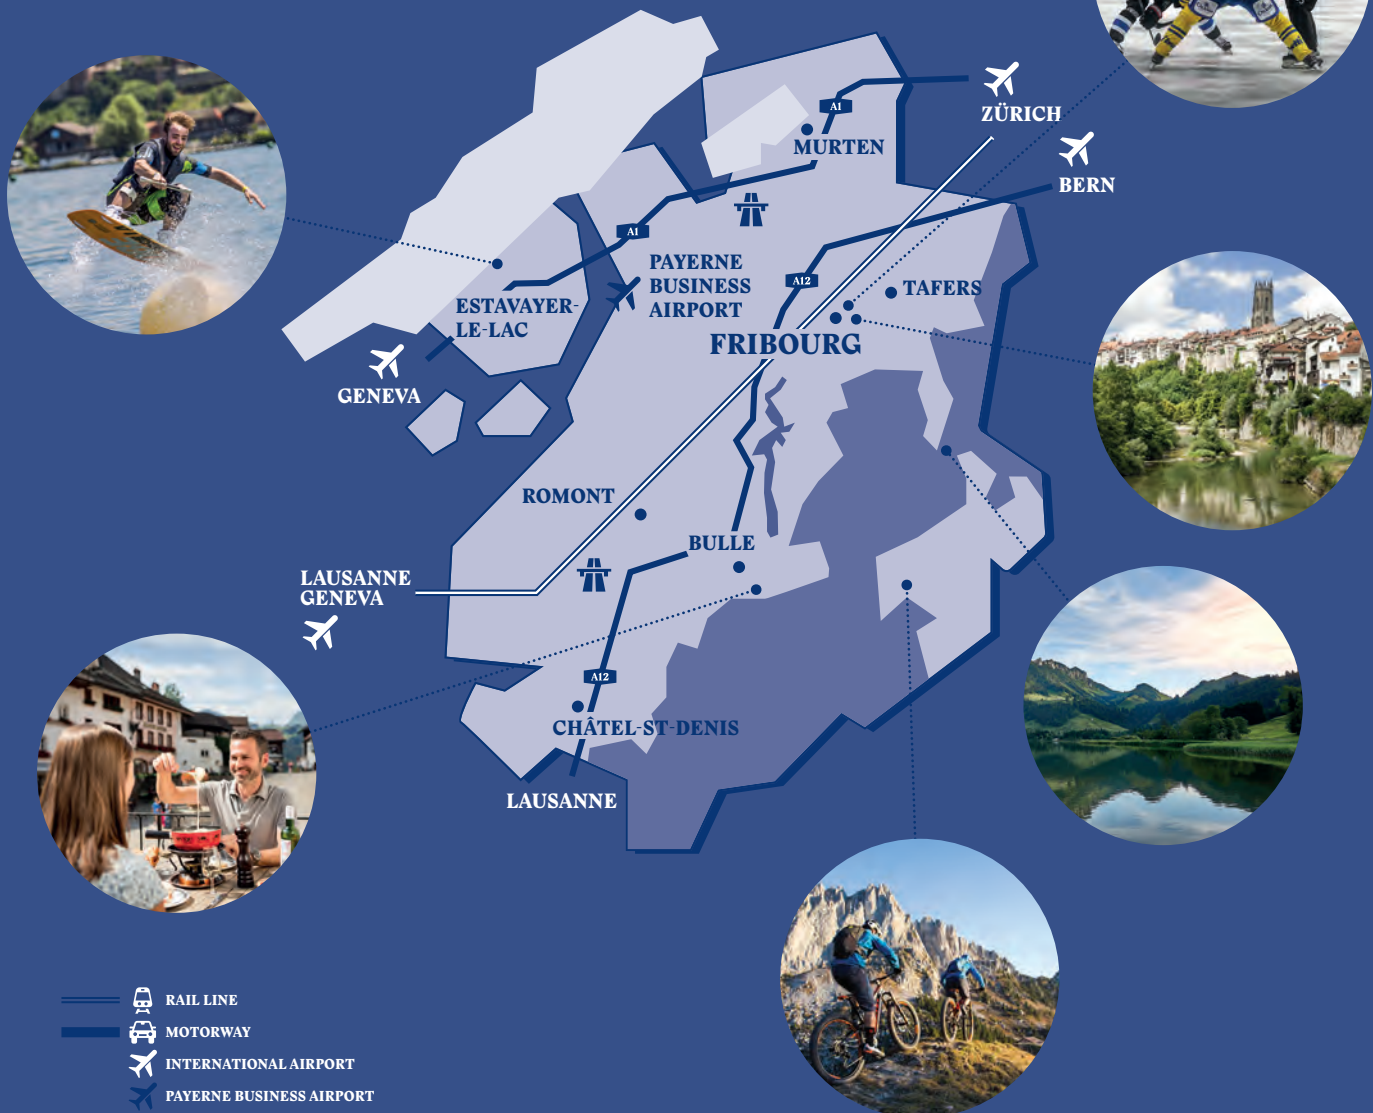 ZÜRICH
A1
MURTEN
BERN
A1
PAYERNE
BUSINESS
AIRPORT
A12
TAFERS
ESTAVAYER-
LE-LAC
FRIBOURG
GENEVA
ROMONT
BULLE
LAUSANNE
GENEVA
A12
CHÂTEL-ST-DENIS
LAUSANNE
RAIL LINE
MOTORWAY
INTERNATIONAL AIRPORT
PAYERNE BUSINESS AIRPORT